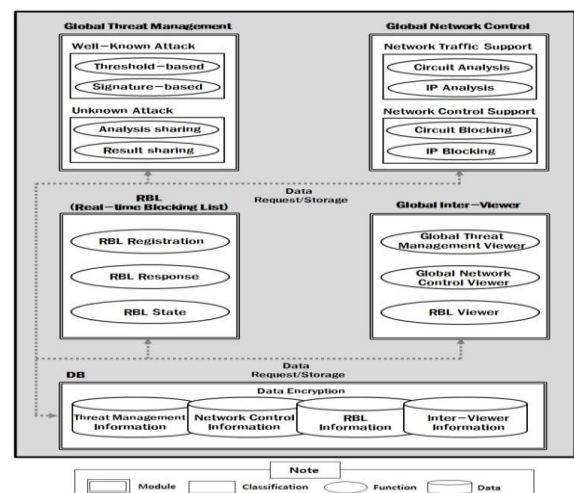 Global Threat Management
Well-Known Attack
Threshold-based
Signature-based
Unknown Attack
Analysis sharing
Result sharing
Global Network Control
Network Traffic Support
Circuit Analysis
IP Analysis
Network Control Support
Circuit Blocking
IP Blocking
Data
Request/Storage
RBL
(Real-time Blocking List)
RBL Registration
RBL Response
RBL State
Global Inter-Viewer
Global Threat
Management Viewer
Global Network
Control Viewer
RBL Viewer
Data
Request/Storage
DB
Data Encryption
Threat Management
Information
Network Control
Information
RBL
Information
Inter-Viewer
Information
Note
Module
Classification
Function
Data